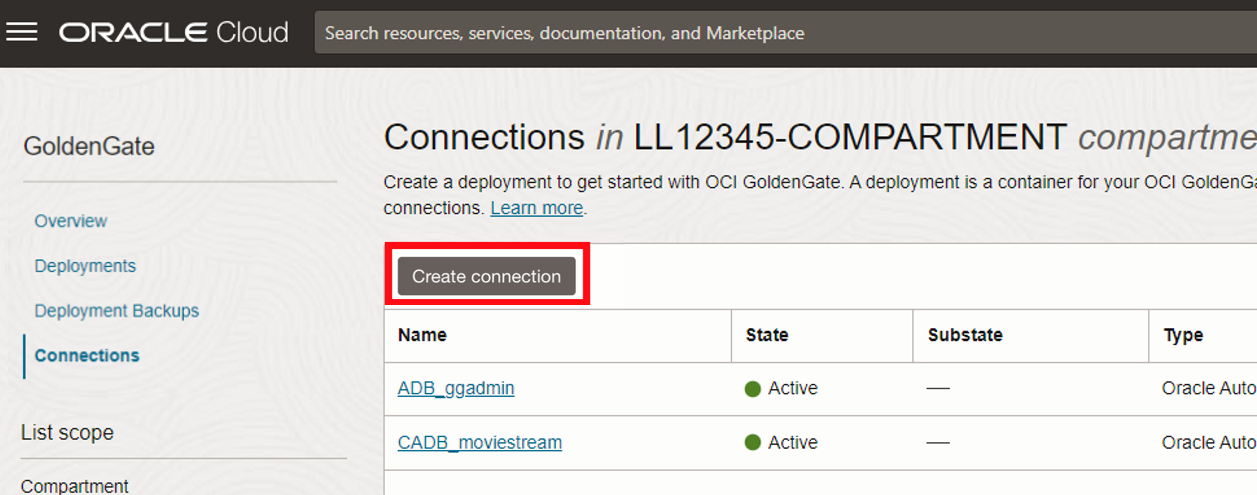 ORACLE Cloud
Search resources, services, documentation, and Marketplace
GoldenGate
Overview
Deployments
Deployment Backups
Connections
List scope
Compartment
Connections in LL12345-COMPARTMENT compartme
Create a deployment to get started with OCI GoldenGate. A deployment is a container for your OCI GoldenGa
connections. Learn more.
Create connection
Name State Substate Type
ADB_ggadmin Active — Oracle Auto
CADB_moviestream Active — Oracle Auto